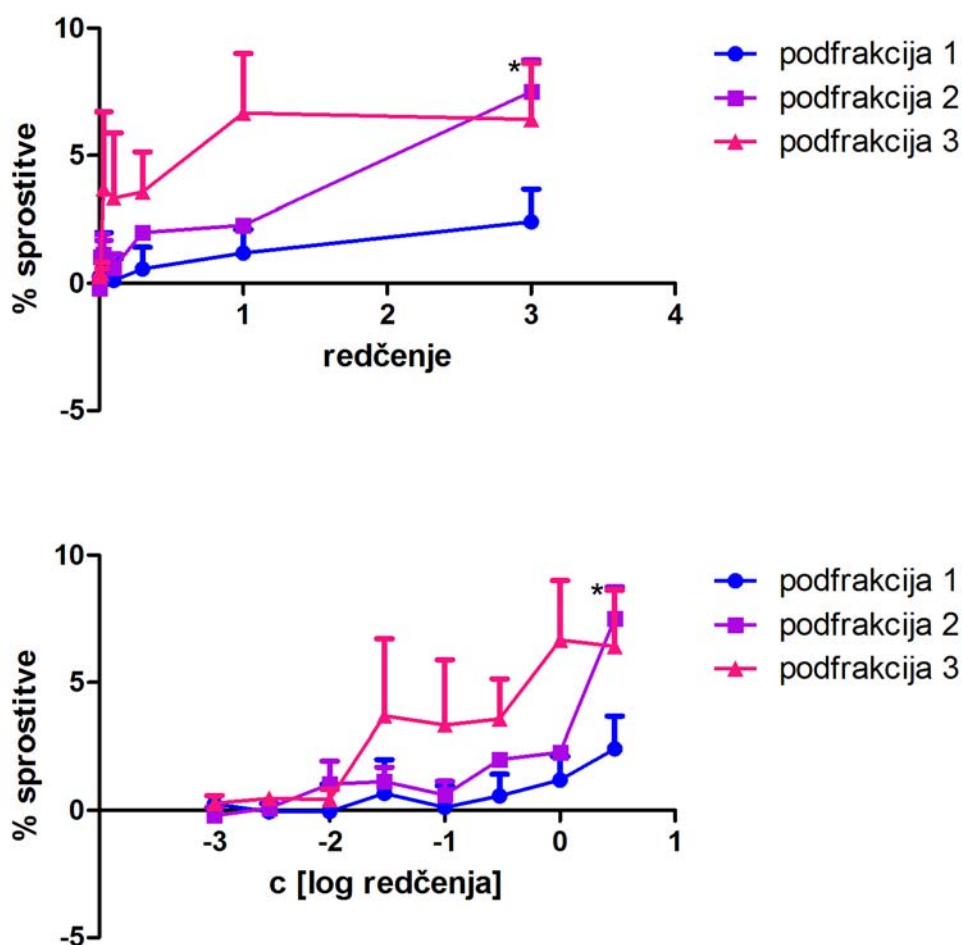 10
5
0
-5
% sprostitve
1
2
3
4
redčenje
*
podfrakcija 1
podfrakcija 2
podfrakcija 3
10
5
0
-5
% sprostitve
-3
-2
-1
0
1
c [log redčenja]
*
podfrakcija 1
podfrakcija 2
podfrakcija 3